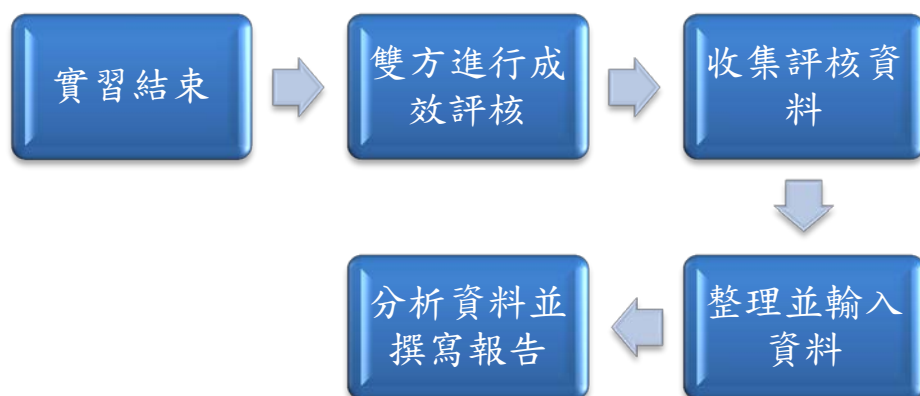 實習結束
雙方進行成
效評核
收集評核資
料
整理並輸入
資料
分析資料並
撰寫報告